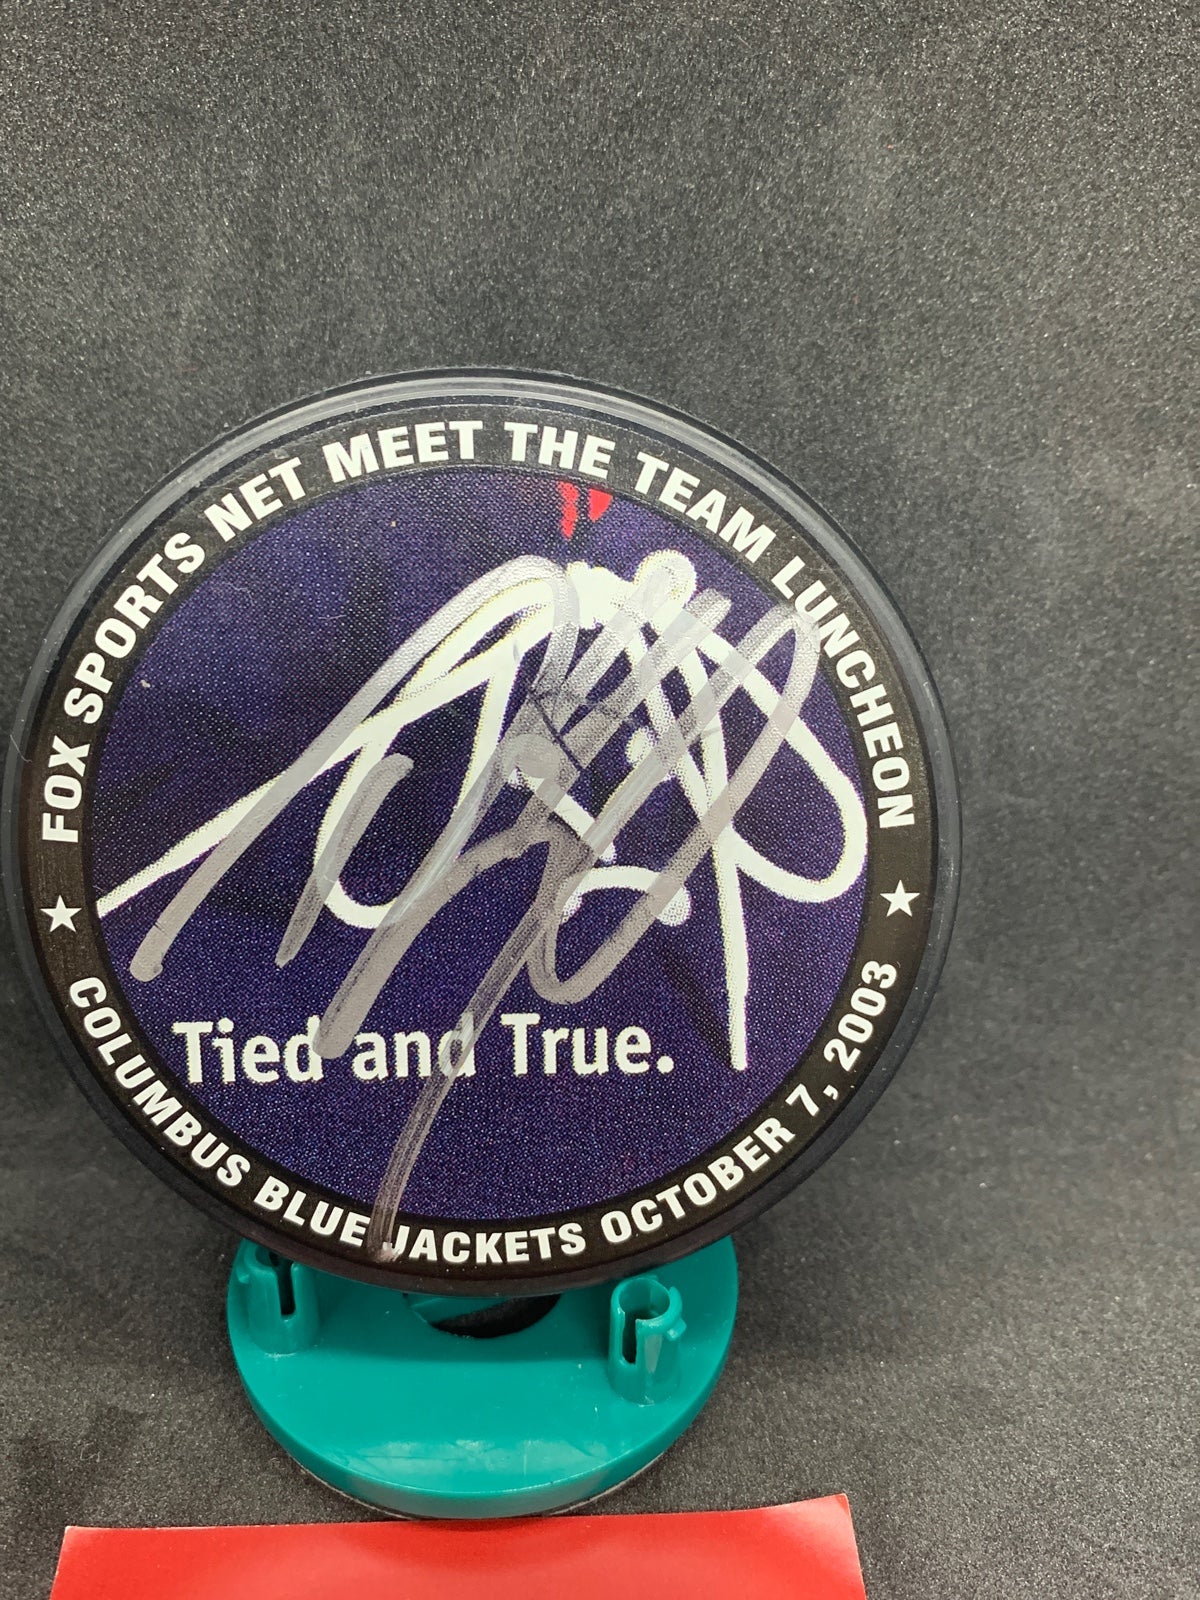 FOX SPORTS NET MEET THE TEAM LUNCHEON
Tied and True.
★ COLUMBUS BLUE JACKETS OCTOBER 7, 2003 ★